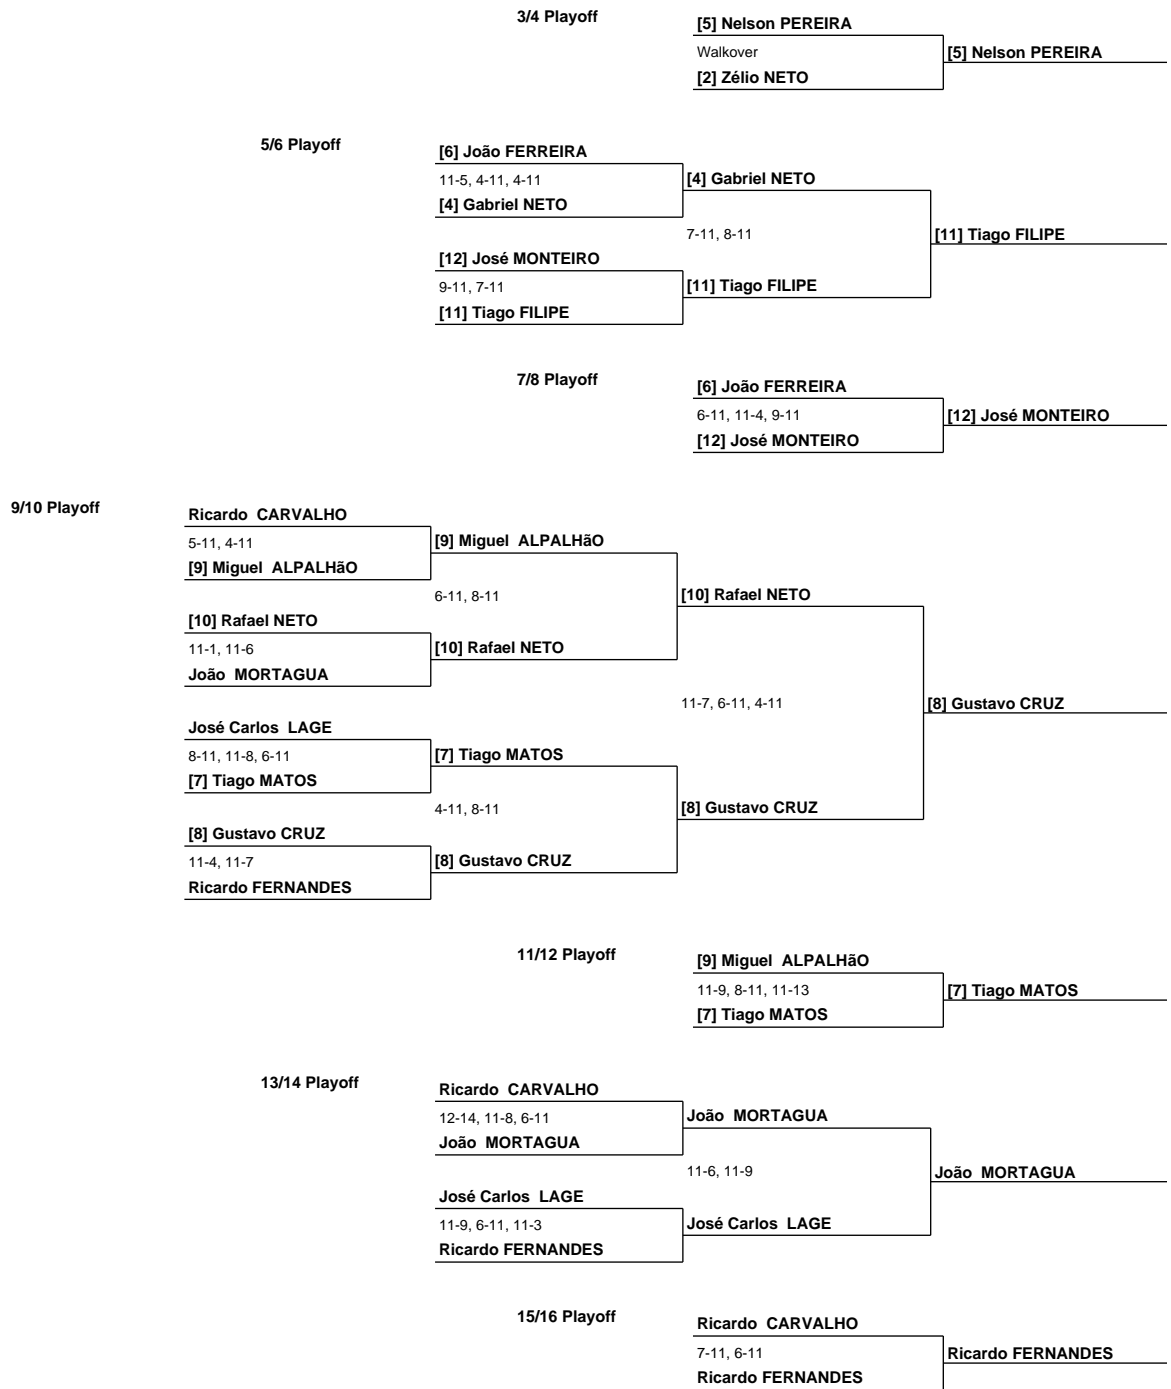 3/4 Playoff
[5] Nelson PEREIRA
Walkover
[5] Nelson PEREIRA
[2] Zélio NETO
5/6 Playoff
[6] João FERREIRA
11-5, 4-11, 4-11
[4] Gabriel NETO
[4] Gabriel NETO
7-11, 8-11
[11] Tiago FILIPE
[12] José MONTEIRO
9-11, 7-11
[11] Tiago FILIPE
[11] Tiago FILIPE
7/8 Playoff
[6] João FERREIRA
6-11, 11-4, 9-11
[12] José MONTEIRO
[12] José MONTEIRO
9/10 Playoff
Ricardo CARVALHO
5-11, 4-11
[9] Miguel ALPALHãO
[9] Miguel ALPALHãO
6-11, 8-11
[10] Rafael NETO
[10] Rafael NETO
11-1, 11-6
[10] Rafael NETO
João MORTAGUA
11-7, 6-11, 4-11
[8] Gustavo CRUZ
José Carlos LAGE
8-11, 11-8, 6-11
[7] Tiago MATOS
[7] Tiago MATOS
4-11, 8-11
[8] Gustavo CRUZ
[8] Gustavo CRUZ
11-4, 11-7
[8] Gustavo CRUZ
Ricardo FERNANDES
11/12 Playoff
[9] Miguel ALPALHãO
11-9, 8-11, 11-13
[7] Tiago MATOS
[7] Tiago MATOS
13/14 Playoff
Ricardo CARVALHO
12-14, 11-8, 6-11
João MORTAGUA
João MORTAGUA
11-6, 11-9
João MORTAGUA
José Carlos LAGE
11-9, 6-11, 11-3
José Carlos LAGE
Ricardo FERNANDES
15/16 Playoff
Ricardo CARVALHO
7-11, 6-11
Ricardo FERNANDES
Ricardo FERNANDES